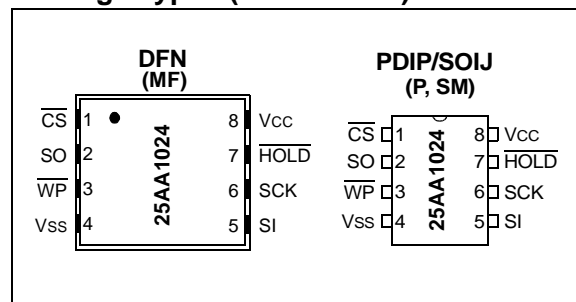 DFN
(MF)
CS 1 8 VCC
SO 2 7 HOLD
WP 3 6 SCK
VSS 4 5 SI
25AA1024
PDIP/SOIJ
(P, SM)
CS 1 8 VCC
SO 2 7 HOLD
WP 3 6 SCK
VSS 4 5 SI
25AA1024